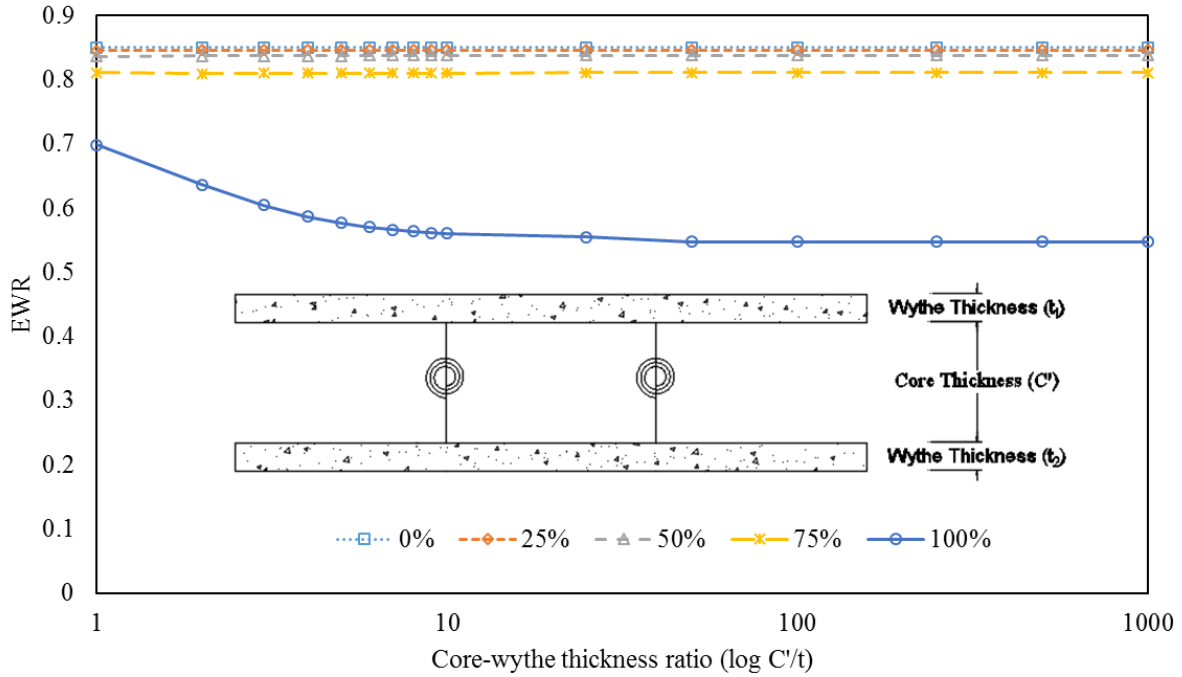 0.9
0.8
0.7
0.6
0.5
0.4
0.3
0.2
0.1
0
EWR
Wythe Thickness (t1)
Core Thickness (C')
Wythe Thickness (t2)
0% 25% 50% 75% 100%
1 10 100 1000
Core-wythe thickness ratio (log C'/t)